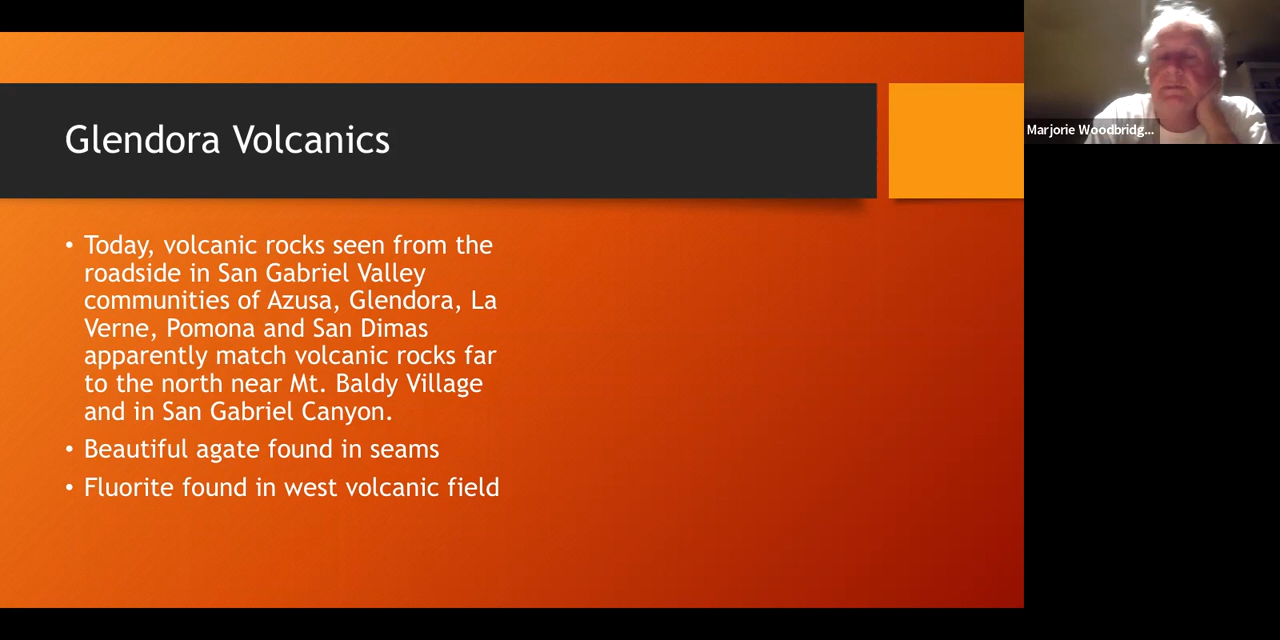 Glendora Volcanics
• Today, volcanic rocks seen from the
roadside in San Gabriel Valley
communities of Azusa, Glendora, La
Verne, Pomona and San Dimas
apparently match volcanic rocks far
to the north near Mt. Baldy Village
and in San Gabriel Canyon.
• Beautiful agate found in seams
• Fluorite found in west volcanic field
Marjorie Woodbridg...